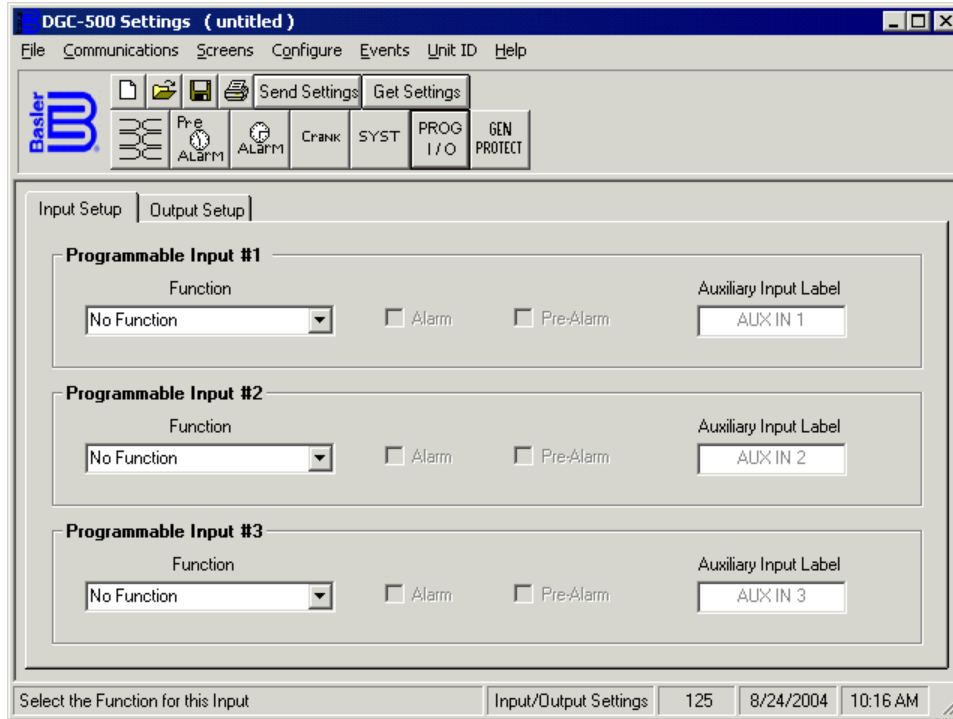 DGC-500 Settings ( untitled )
File Communications Screens Configure Events Unit ID Help
Basler
Send Settings Get Settings
Pre ALarm
ALarm
Crank
SYST
PROG I/O
GEN PROTECT
Input Setup Output Setup
Programmable Input #1
Function Auxiliary Input Label
No Function Alarm Pre-Alarm AUX IN 1
Programmable Input #2
Function Auxiliary Input Label
No Function Alarm Pre-Alarm AUX IN 2
Programmable Input #3
Function Auxiliary Input Label
No Function Alarm Pre-Alarm AUX IN 3
Select the Function for this Input Input/Output Settings 125 8/24/2004 10:16 AM